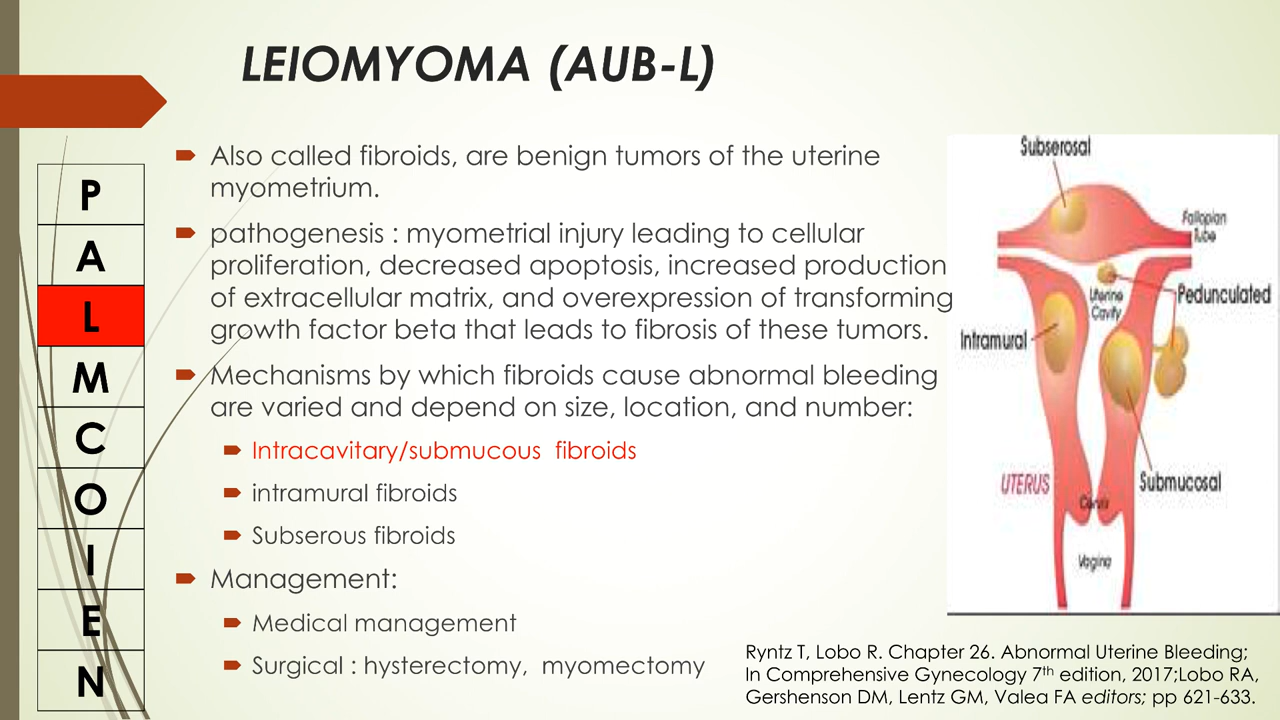 LEIOMYOMA (AUB-L)
P
A
L
M
C
O
I
E
N
Also called fibroids, are benign tumors of the uterine
myometrium.
pathogenesis : myometrial injury leading to cellular
proliferation, decreased apoptosis, increased production
of extracellular matrix, and overexpression of transforming
growth factor beta that leads to fibrosis of these tumors.
Mechanisms by which fibroids cause abnormal bleeding
are varied and depend on size, location, and number:
Intracavitary/submucous fibroids
intramural fibroids
Subserous fibroids
Management:
Medical management
Surgical : hysterectomy, myomectomy
Subserosal
Fallopian
Tube
Uterine
Cavity
Pedunculated
Intramural
UTERUS
Submucosal
Cervix
Vagina
Ryntz T, Lobo R. Chapter 26. Abnormal Uterine Bleeding;
In Comprehensive Gynecology 7th edition, 2017;Lobo RA,
Gershenson DM, Lentz GM, Valea FA editors; pp 621-633.